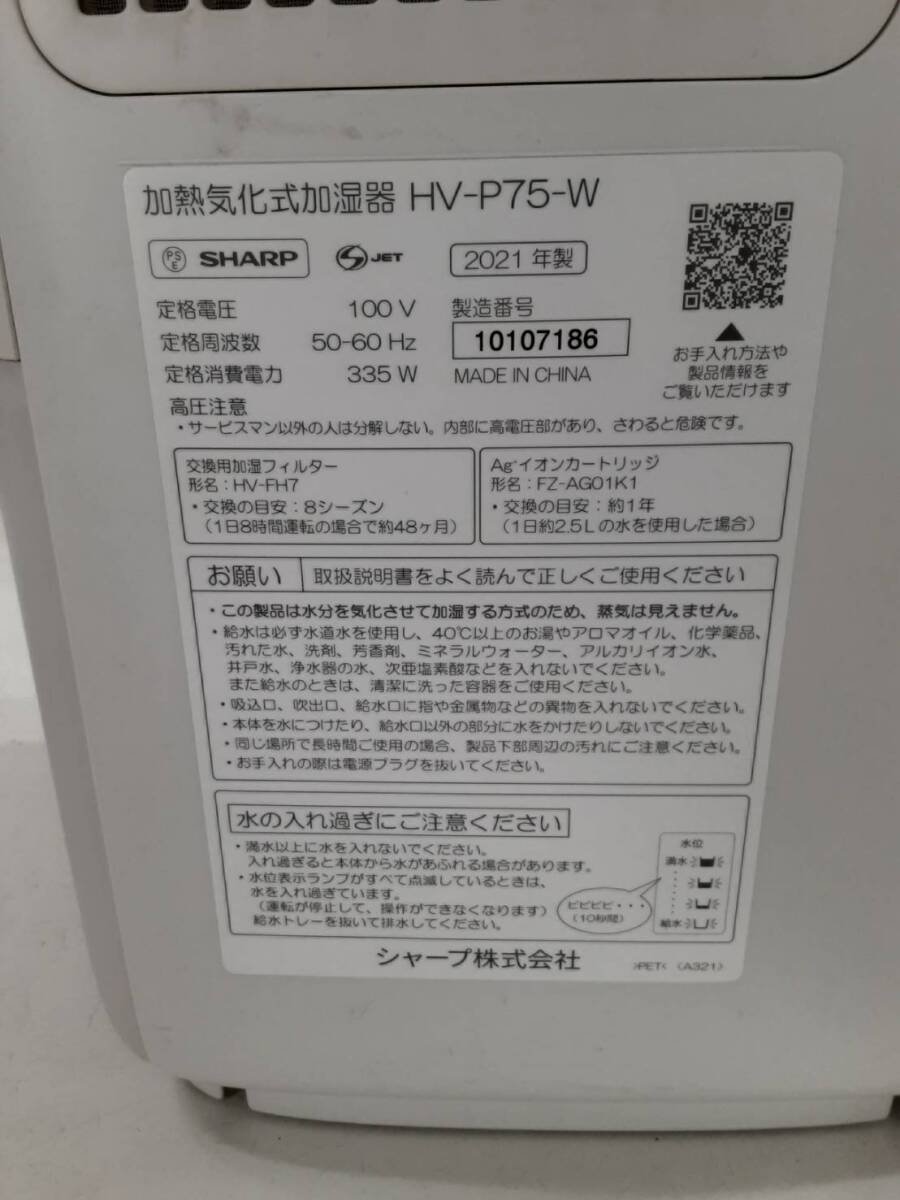 加熱気化式加湿器 HV-P75-W
PS E SHARP
S JET
2021 年製
定格電圧 100 V
定格周波数 50-60 Hz
定格消費電力 335 W
製造番号
10107186
MADE IN CHINA
お手入れ方法や
製品情報を
ご覧いただけます
高圧注意
・サービスマン以外の人は分解しない。内部に高電圧部があり、さわると危険です。
交換用加湿フィルター
形名：HV-FH7
・交換の目安：8シーズン
（1日8時間運転の場合で約48ヶ月）
Ag⁺イオンカートリッジ
形名：FZ-AG01K1
・交換の目安：約1年
（1日約2.5Lの水を使用した場合）
お願い 取扱説明書をよく読んで正しくご使用ください
・この製品は水分を気化させて加湿する方式のため、蒸気は見えません。
・給水は必ず水道水を使用し、40℃以上のお湯やアロマオイル、化学薬品、
汚れた水、洗剤、芳香剤、ミネラルウォーター、アルカリイオン水、
井戸水、浄水器の水、次亜塩素酸などを入れないでください。
また給水のときは、清潔に洗った容器をご使用ください。
・吸込口、吹出口、給水口に指や金属物などの異物を入れないでください。
・本体を水につけたり、給水口以外の部分に水をかけたりしないでください。
・同じ場所で長時間ご使用の場合、製品下部周辺の汚れにご注意ください。
・お手入れの際は電源プラグを抜いてください。
水の入れ過ぎにご注意ください
・満水以上に水を入れないでください。
入れ過ぎると本体から水があふれる場合があります。
・水位表示ランプがすべて点滅しているときは、
水を入れ過ぎています。
（運転が停止して、操作ができなくなります）
給水トレーを抜いて排水してください。
ピピピピ・・・
（10秒間）
水位
満水
給水
シャープ株式会社
>PET< (A321)